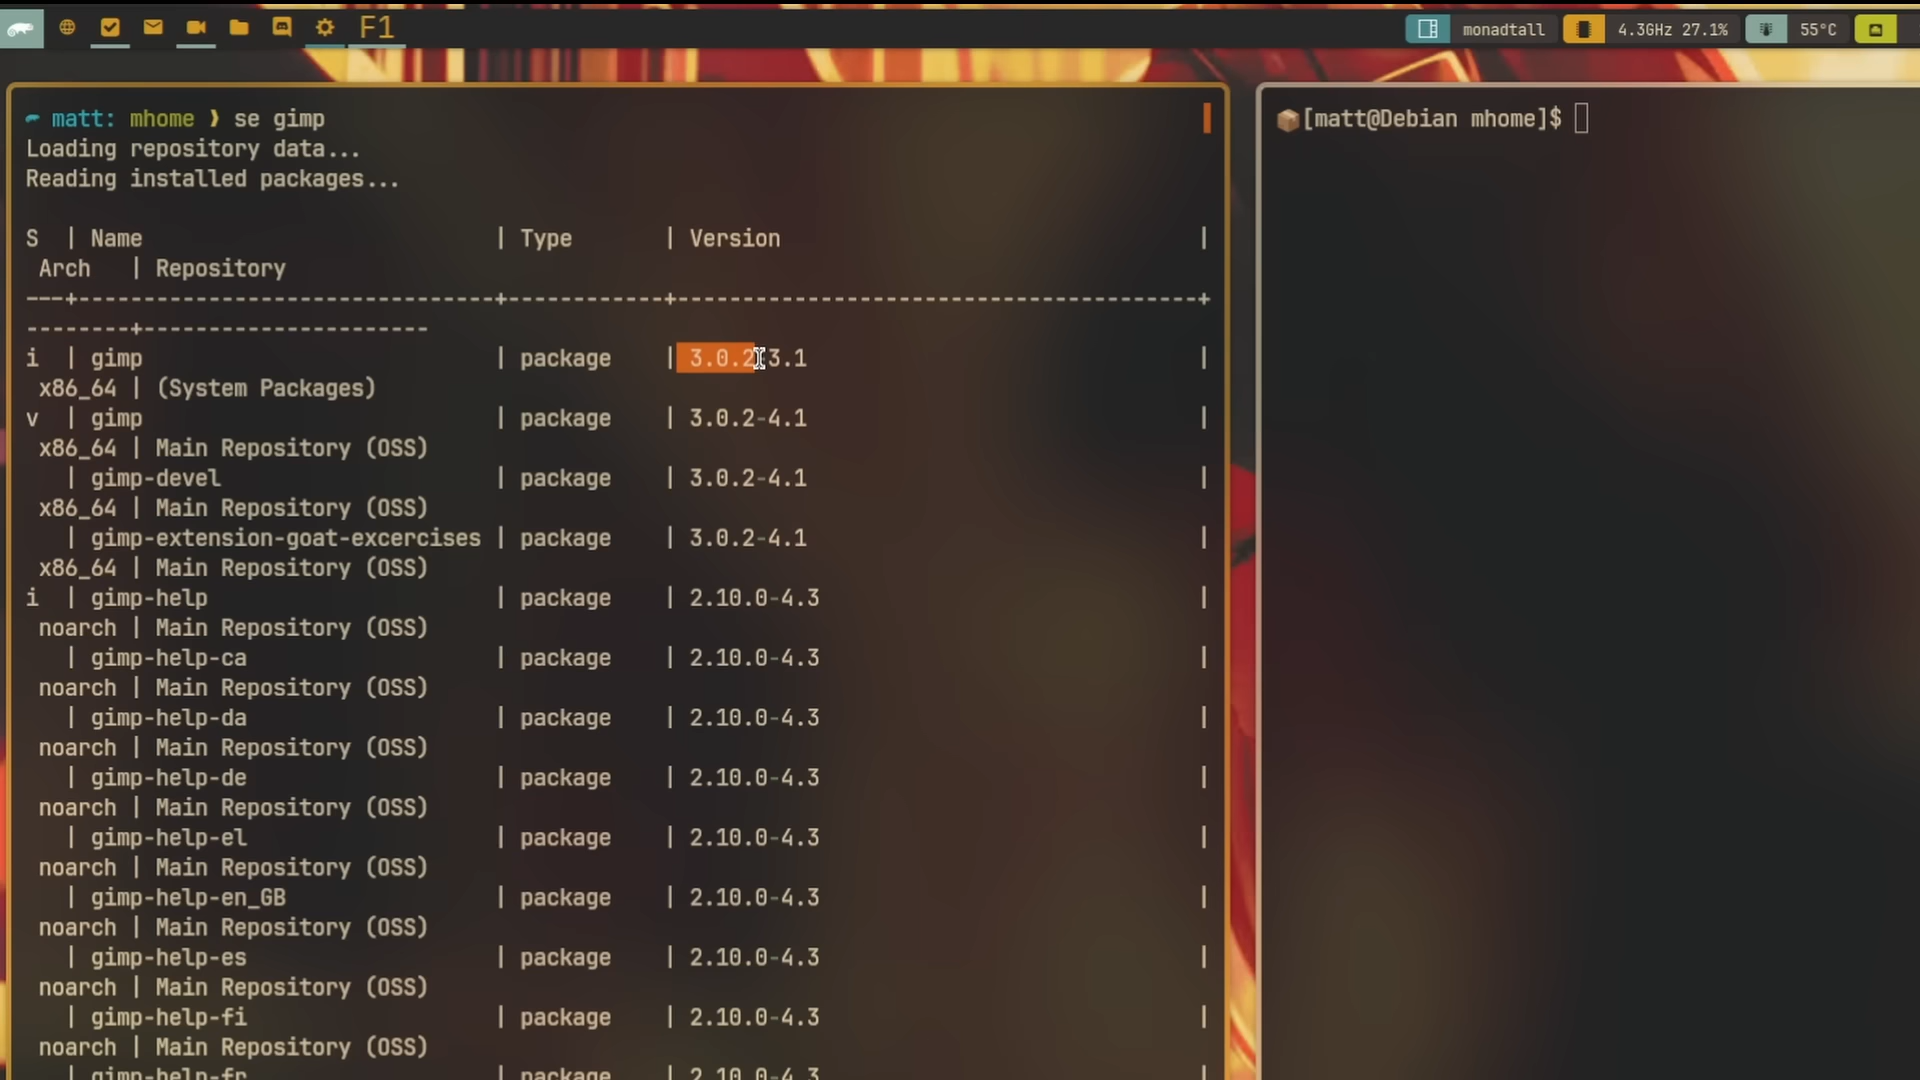 F1
monadtall
4.3GHz 27.1%
55°C
matt: mhome ❱ se gimp
Loading repository data...
Reading installed packages...
S  | Name                           | Type       | Version                                |
 Arch   | Repository
---+--------------------------------+------------+----------------------------------------+
--------+----------------------
i  | gimp                           | package    | 3.0.2-3.1                              |
 x86_64 | (System Packages)
v  | gimp                           | package    | 3.0.2-4.1                              |
 x86_64 | Main Repository (OSS)
   | gimp-devel                     | package    | 3.0.2-4.1                              |
 x86_64 | Main Repository (OSS)
   | gimp-extension-goat-excercises | package    | 3.0.2-4.1                              |
 x86_64 | Main Repository (OSS)
i  | gimp-help                      | package    | 2.10.0-4.3                             |
 noarch | Main Repository (OSS)
   | gimp-help-ca                   | package    | 2.10.0-4.3                             |
 noarch | Main Repository (OSS)
   | gimp-help-da                   | package    | 2.10.0-4.3                             |
 noarch | Main Repository (OSS)
   | gimp-help-de                   | package    | 2.10.0-4.3                             |
 noarch | Main Repository (OSS)
   | gimp-help-el                   | package    | 2.10.0-4.3                             |
 noarch | Main Repository (OSS)
   | gimp-help-en_GB                | package    | 2.10.0-4.3                             |
 noarch | Main Repository (OSS)
   | gimp-help-es                   | package    | 2.10.0-4.3                             |
 noarch | Main Repository (OSS)
   | gimp-help-fi                   | package    | 2.10.0-4.3                             |
 noarch | Main Repository (OSS)
   | gimp-help-fr                   | package    | 2.10.0-4.3                             |
[matt@Debian mhome]$